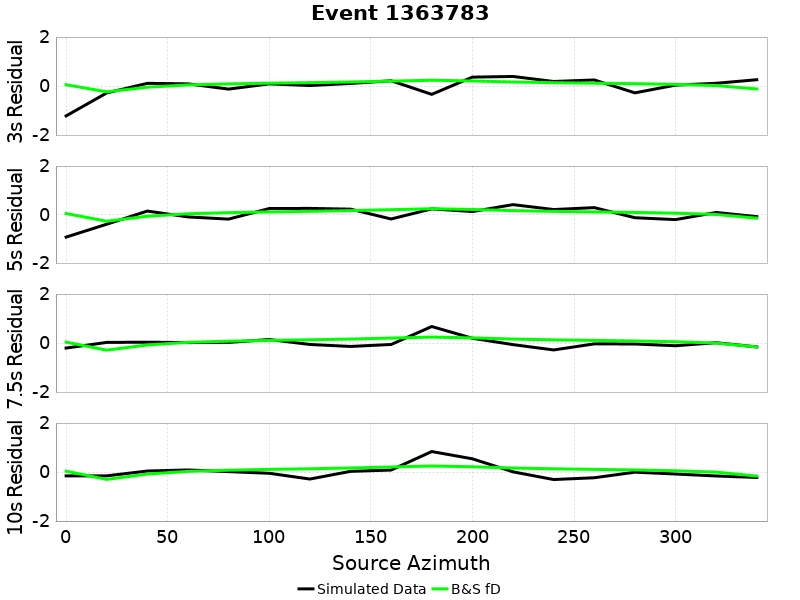 Event 1363783
3s Residual
2
0
-2
5s Residual
2
0
-2
7.5s Residual
2
0
-2
10s Residual
2
0
-2
0 50 100 150 200 250 300
Source Azimuth
Simulated Data B&S fD